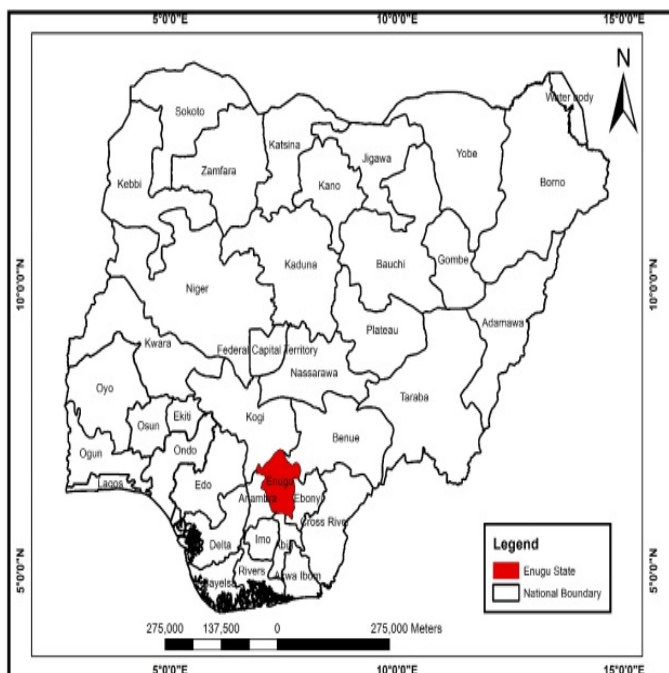 5°0'0"E
10°0'0"E
15°0'0"E
N
Water body
Sokoto
Katsina
Yobe
Jigawa
Zamfara
Kebbi
Kano
Borno
10°0'0"N
10°0'0"N
Gombe
Kaduna
Bauchi
Niger
Adamawa
Plateau
Kwara
Federal Capital Territory
Nassarawa
Oyo
Taraba
Kogi
Ekiti
Osun
Benue
Ogun
Ondo
Lagos
Edo
Enugu
Anambra
Ebony
Cross River
Imo
Abia
Delta
Rivers
Akwa Ibom
Bayelsa
5°0'0"N
5°0'0"N
Legend
Enugu State
National Boundary
275,000 137,500 0 275,000 Meters
5°0'0"E
10°0'0"E
15°0'0"E